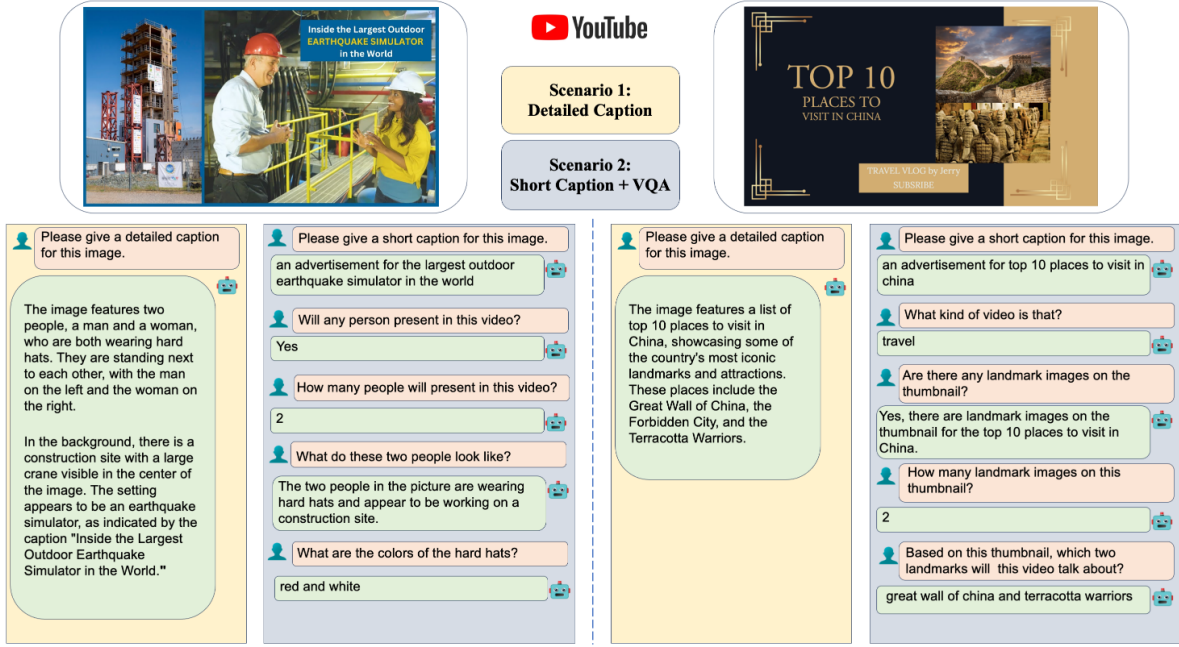 Inside the Largest Outdoor
EARTHQUAKE SIMULATOR
in the World
YouTube
Scenario 1:
Detailed Caption
Scenario 2:
Short Caption + VQA
TOP 10
PLACES TO
VISIT IN CHINA
TRAVEL VLOG by Jerry
SUBSRIBE
Please give a detailed caption
for this image.
The image features two
people, a man and a woman,
who are both wearing hard
hats. They are standing next
to each other, with the man
on the left and the woman on
the right.
In the background, there is a
construction site with a large
crane visible in the center of
the image. The setting
appears to be an earthquake
simulator, as indicated by the
caption "Inside the Largest
Outdoor Earthquake
Simulator in the World."
Please give a short caption for this image.
an advertisement for the largest outdoor
earthquake simulator in the world
Will any person present in this video?
Yes
How many people will present in this video?
2
What do these two people look like?
The two people in the picture are wearing
hard hats and appear to be working on a
construction site.
What are the colors of the hard hats?
red and white
Please give a detailed caption
for this image.
The image features a list of
top 10 places to visit in
China, showcasing some of
the country's most iconic
landmarks and attractions.
These places include the
Great Wall of China, the
Forbidden City, and the
Terracotta Warriors.
Please give a short caption for this image.
an advertisement for top 10 places to visit in
china
What kind of video is that?
travel
Are there any landmark images on the
thumbnail?
Yes, there are landmark images on the
thumbnail for the top 10 places to visit in
China.
How many landmark images on this
thumbnail?
2
Based on this thumbnail, which two
landmarks will this video talk about?
great wall of china and terracotta warriors